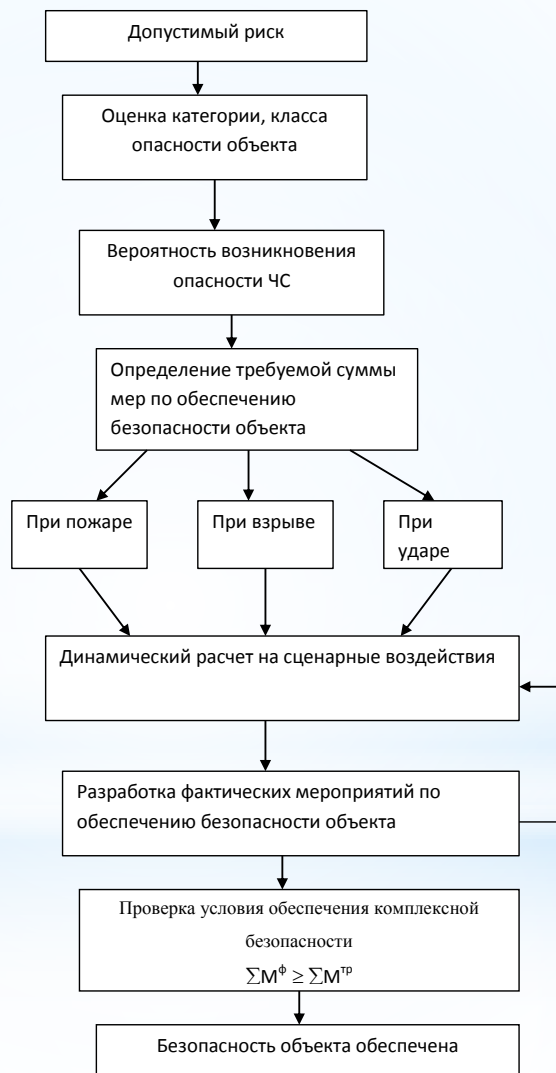 Допустимый риск
Оценка категории, класса
опасности объекта
Вероятность возникновения
опасности ЧС
Определение требуемой суммы
мер по обеспечению
безопасности объекта
При пожаре
При взрыве
При
ударе
Динамический расчет на сценарные воздействия
Разработка фактических мероприятий по
обеспечению безопасности объекта
Проверка условия обеспечения комплексной
безопасности
∑М^ф ≥ ∑М^тр
Безопасность объекта обеспечена